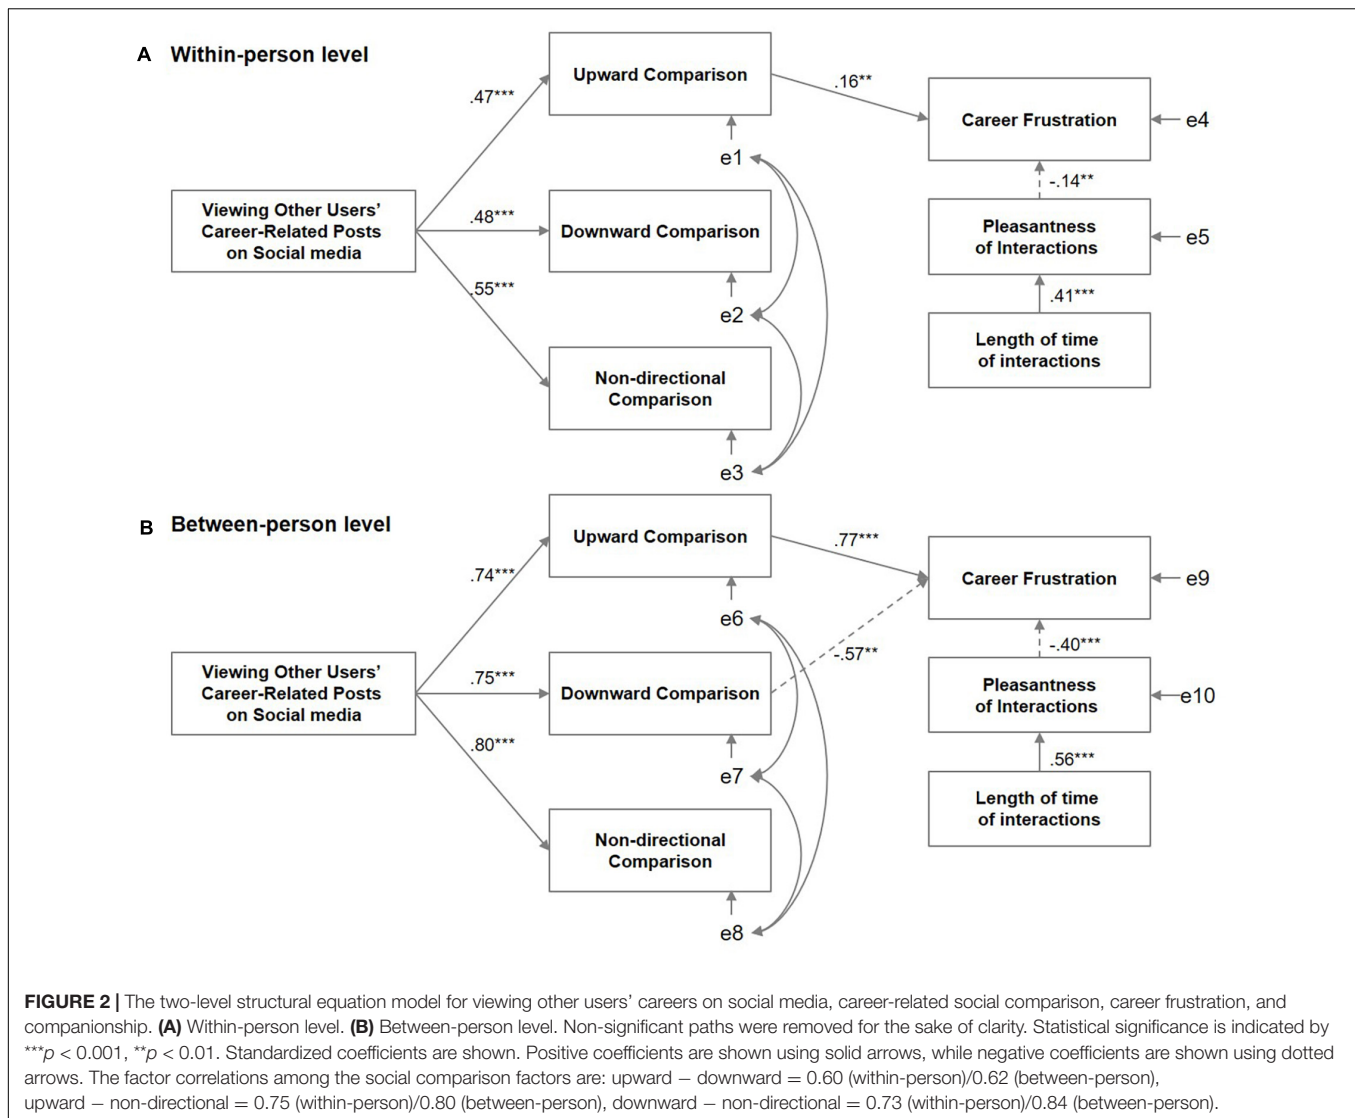 A Within-person level
Upward Comparison
.47***
.16**
Career Frustration
e4
e1
-.14**
Viewing Other Users'
Career-Related Posts
on Social media
.48***
Downward Comparison
Pleasantness
of Interactions
e5
.55***
e2
.41***
Length of time
of interactions
Non-directional
Comparison
e3
B Between-person level
Upward Comparison
.74***
.77***
Career Frustration
e9
e6
-.57**
-.40***
Viewing Other Users'
Career-Related Posts
on Social media
.75***
Downward Comparison
Pleasantness
of Interactions
e10
.80***
e7
.56***
Length of time
of interactions
Non-directional
Comparison
e8
FIGURE 2 | The two-level structural equation model for viewing other users' careers on social media, career-related social comparison, career frustration, and
companionship. (A) Within-person level. (B) Between-person level. Non-significant paths were removed for the sake of clarity. Statistical significance is indicated by
***p < 0.001, **p < 0.01. Standardized coefficients are shown. Positive coefficients are shown using solid arrows, while negative coefficients are shown using dotted
arrows. The factor correlations among the social comparison factors are: upward − downward = 0.60 (within-person)/0.62 (between-person),
upward − non-directional = 0.75 (within-person)/0.80 (between-person), downward − non-directional = 0.73 (within-person)/0.84 (between-person).